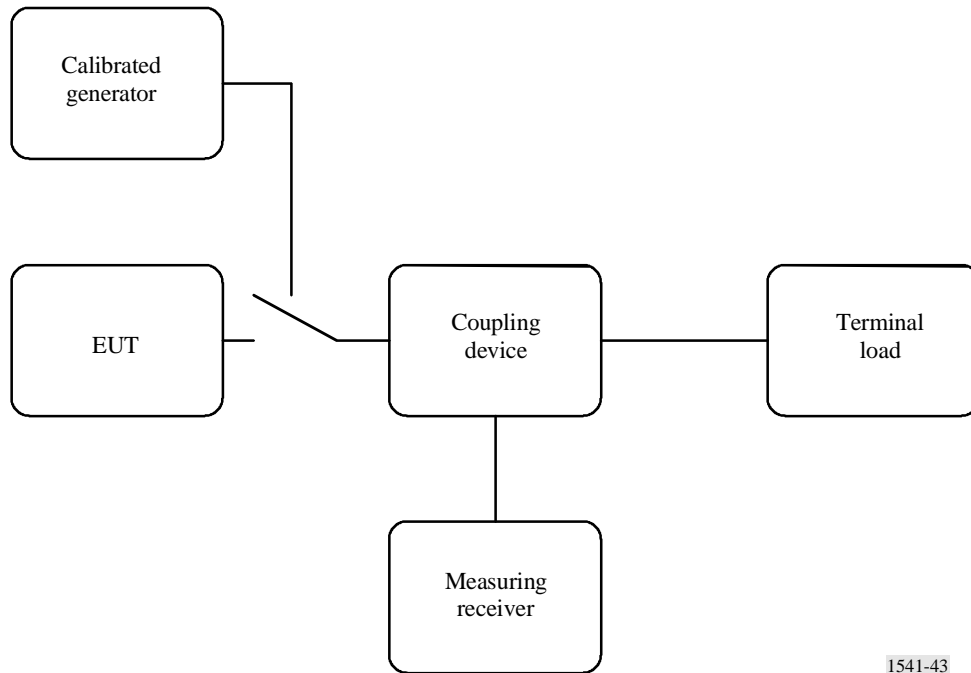 Calibrated
generator
EUT
Coupling
device
Terminal
load
Measuring
receiver
1541-43